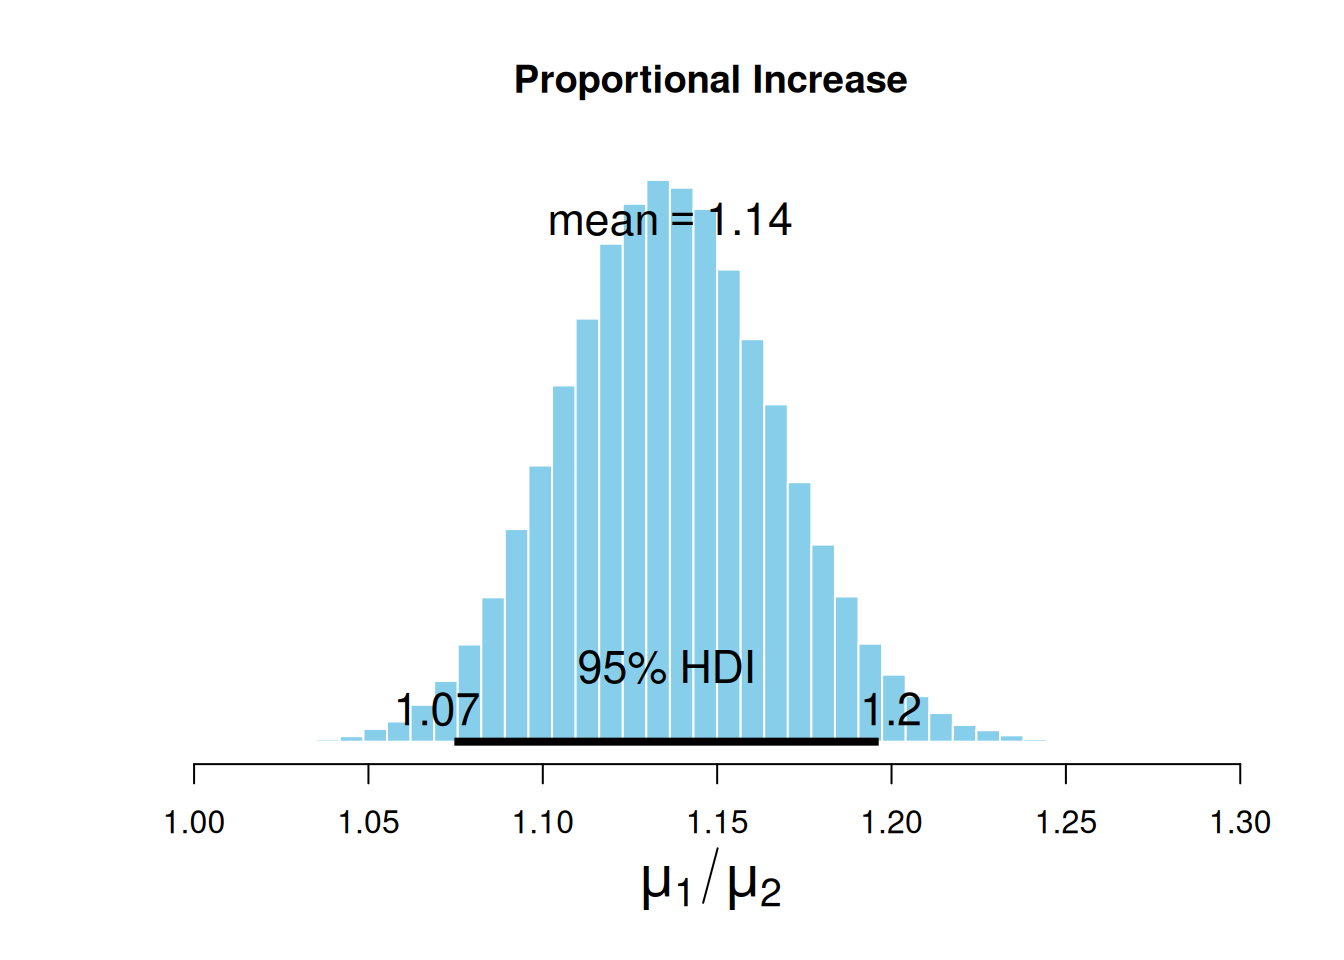 Proportional Increase
mean = 1.14
95% HDI
1.07 1.2
1.00 1.05 1.10 1.15 1.20 1.25 1.30
μ₁/μ₂